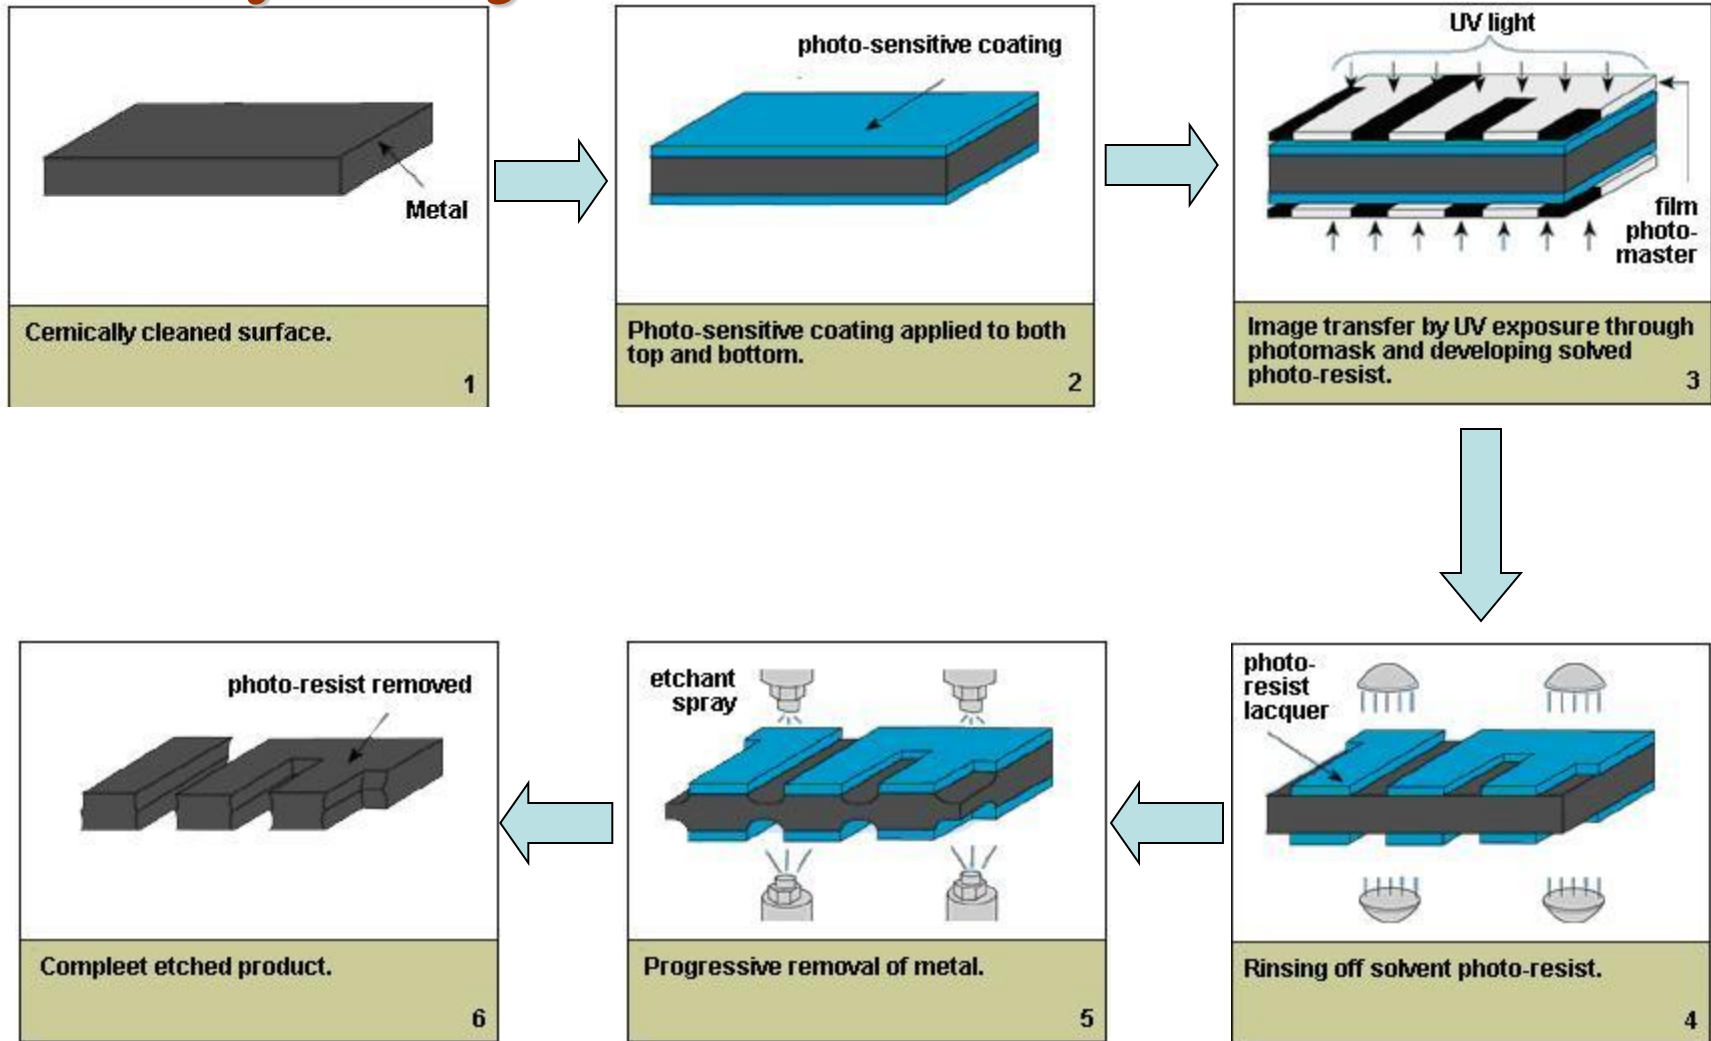 photo-sensitive coating
UV light
Metal
film
photo-
master
Cemically cleaned surface.
1
Photo-sensitive coating applied to both
top and bottom.
2
Image transfer by UV exposure through
photomask and developing solved
photo-resist.
3
photo-resist removed
Compleet etched product.
6
etchant
spray
Progressive removal of metal.
5
photo-
resist
lacquer
Rinsing off solvent photo-resist.
4